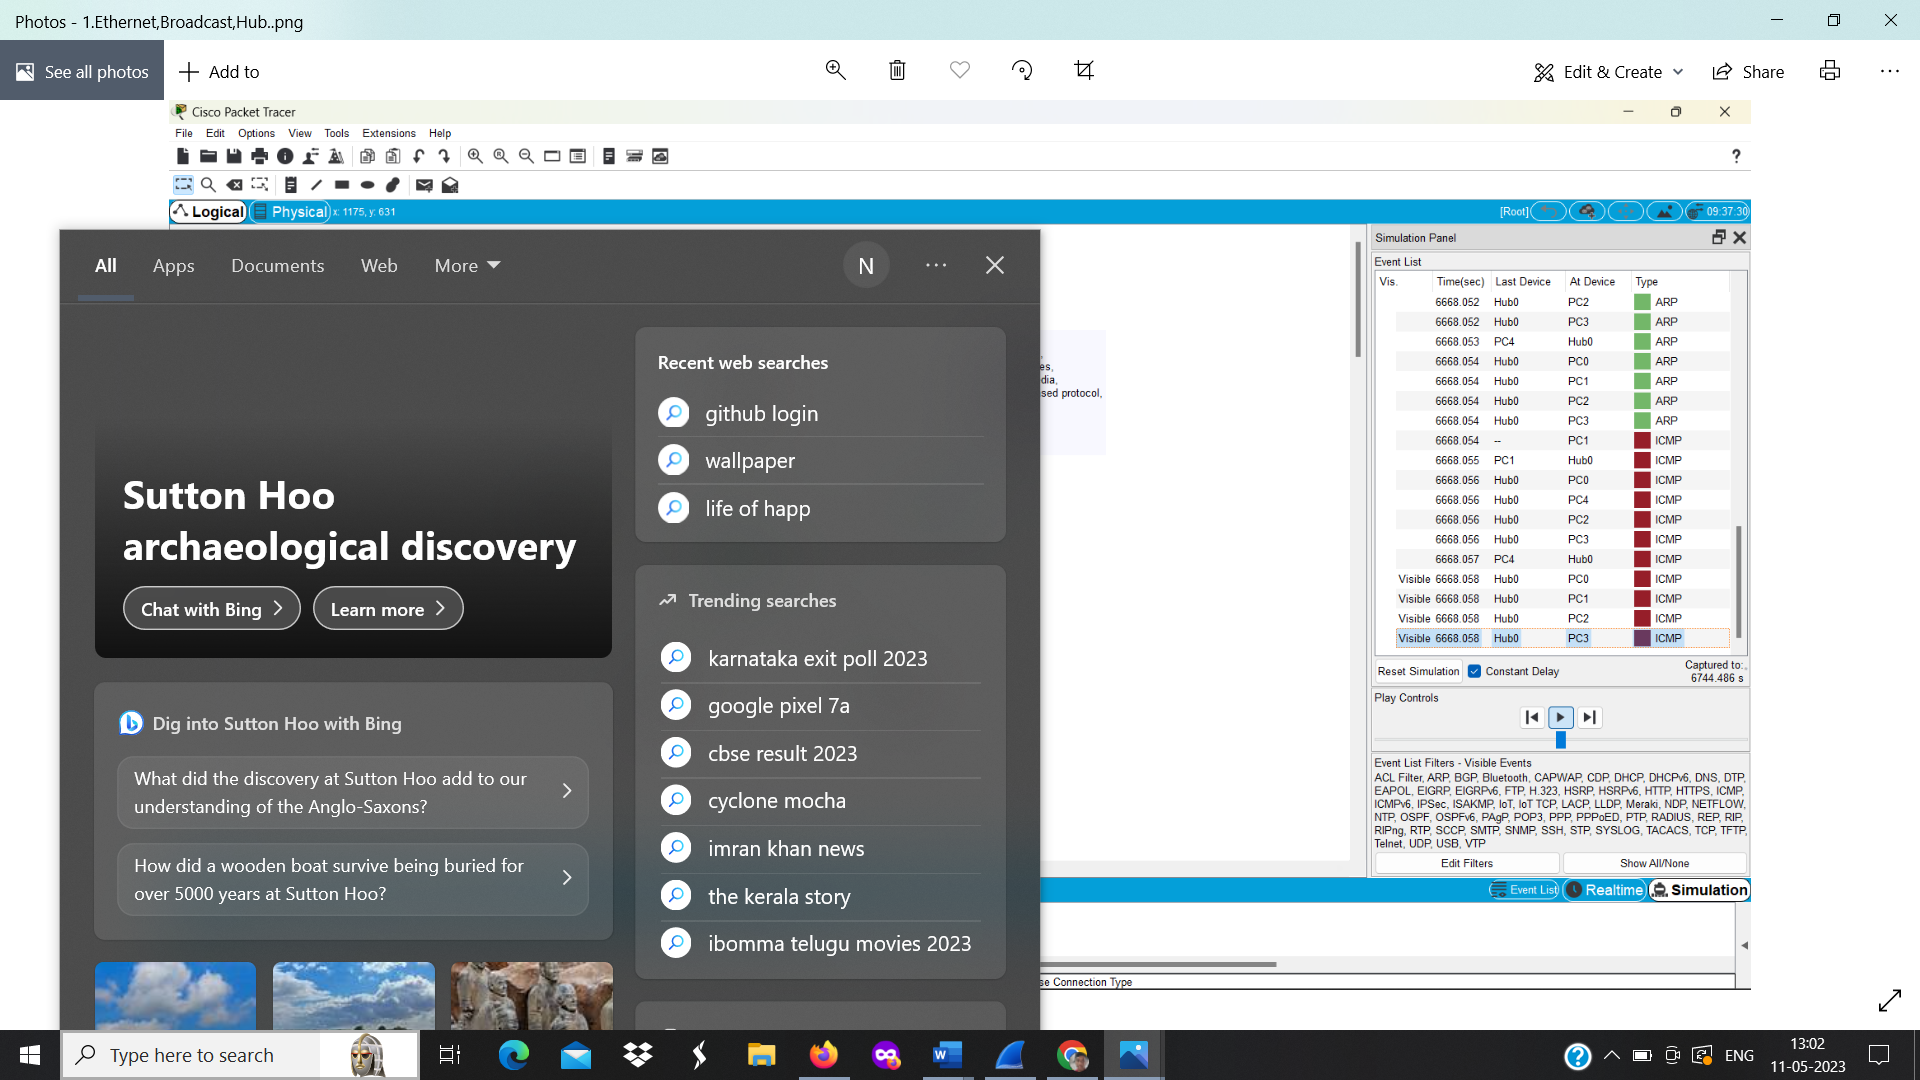 Photos - 1.Ethernet,Broadcast,Hub..png
See all photos
Add to
Edit & Create
Share
Cisco Packet Tracer
File Edit Options View Tools Extensions Help
Logical Physical x: 1175, y: 631
[Root] 09:37:30
All Apps Documents Web More
N
Sutton Hoo
archaeological discovery
Chat with Bing
Learn more
Dig into Sutton Hoo with Bing
What did the discovery at Sutton Hoo add to our
understanding of the Anglo-Saxons?
How did a wooden boat survive being buried for
over 5000 years at Sutton Hoo?
Recent web searches
github login
wallpaper
life of happ
Trending searches
karnataka exit poll 2023
google pixel 7a
cbse result 2023
cyclone mocha
imran khan news
the kerala story
ibomma telugu movies 2023
es,
dia,
sed protocol,
Simulation Panel
Event List
Vis. Time(sec) Last Device At Device Type
6668.052 Hub0 PC2 ARP
6668.052 Hub0 PC3 ARP
6668.053 PC4 Hub0 ARP
6668.054 Hub0 PC0 ARP
6668.054 Hub0 PC1 ARP
6668.054 Hub0 PC2 ARP
6668.054 Hub0 PC3 ARP
6668.054 -- PC1 ICMP
6668.055 PC1 Hub0 ICMP
6668.056 Hub0 PC0 ICMP
6668.056 Hub0 PC4 ICMP
6668.056 Hub0 PC2 ICMP
6668.056 Hub0 PC3 ICMP
6668.057 PC4 Hub0 ICMP
Visible 6668.058 Hub0 PC0 ICMP
Visible 6668.058 Hub0 PC1 ICMP
Visible 6668.058 Hub0 PC2 ICMP
Visible 6668.058 Hub0 PC3 ICMP
Reset Simulation Constant Delay
Captured to:
6744.486 s
Play Controls
Event List Filters - Visible Events
ACL Filter, ARP, BGP, Bluetooth, CAPWAP, CDP, DHCP, DHCPv6, DNS, DTP,
EAPOL, EIGRP, EIGRPv6, FTP, H.323, HSRP, HSRPv6, HTTP, HTTPS, ICMP,
ICMPv6, IPSec, ISAKMP, IoT, IoT TCP, LACP, LLDP, Meraki, NDP, NETFLOW,
NTP, OSPF, OSPFv6, PAgP, POP3, PPP, PPPoED, PTP, RADIUS, REP, RIP,
RIPng, RTP, SCCP, SMTP, SNMP, SSH, STP, SYSLOG, TACACS, TCP, TFTP,
Telnet, UDP, USB, VTP
Edit Filters Show All/None
Event List Realtime Simulation
se Connection Type
Type here to search
ENG
13:02
11-05-2023